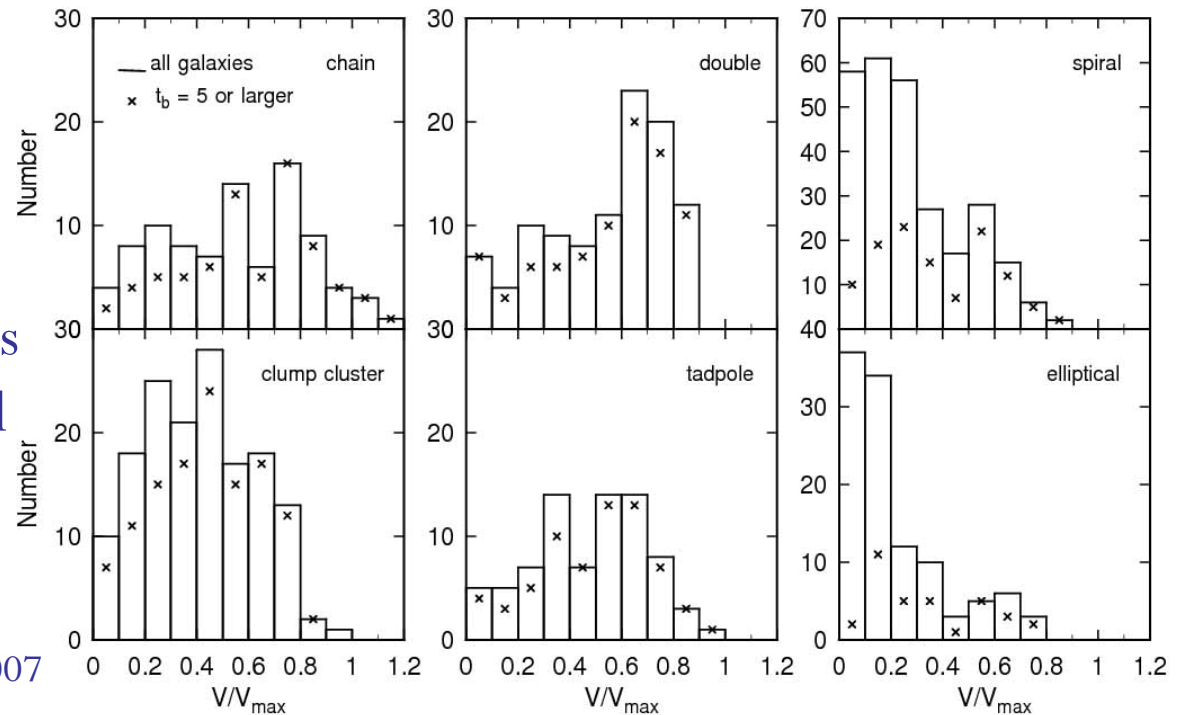 30 30 70
all galaxies chain double spiral
60
× t_b = 5 or larger
50
20 20
40
Number
30
10 10 20
10
30 30 40
s
clump cluster tadpole elliptical
30
20 20
20
Number
10 10 10
0 0 0
0 0.2 0.4 0.6 0.8 1 1.2 0 0.2 0.4 0.6 0.8 1 1.2 0 0.2 0.4 0.6 0.8 1 1.2
007
V/V_max V/V_max V/V_max